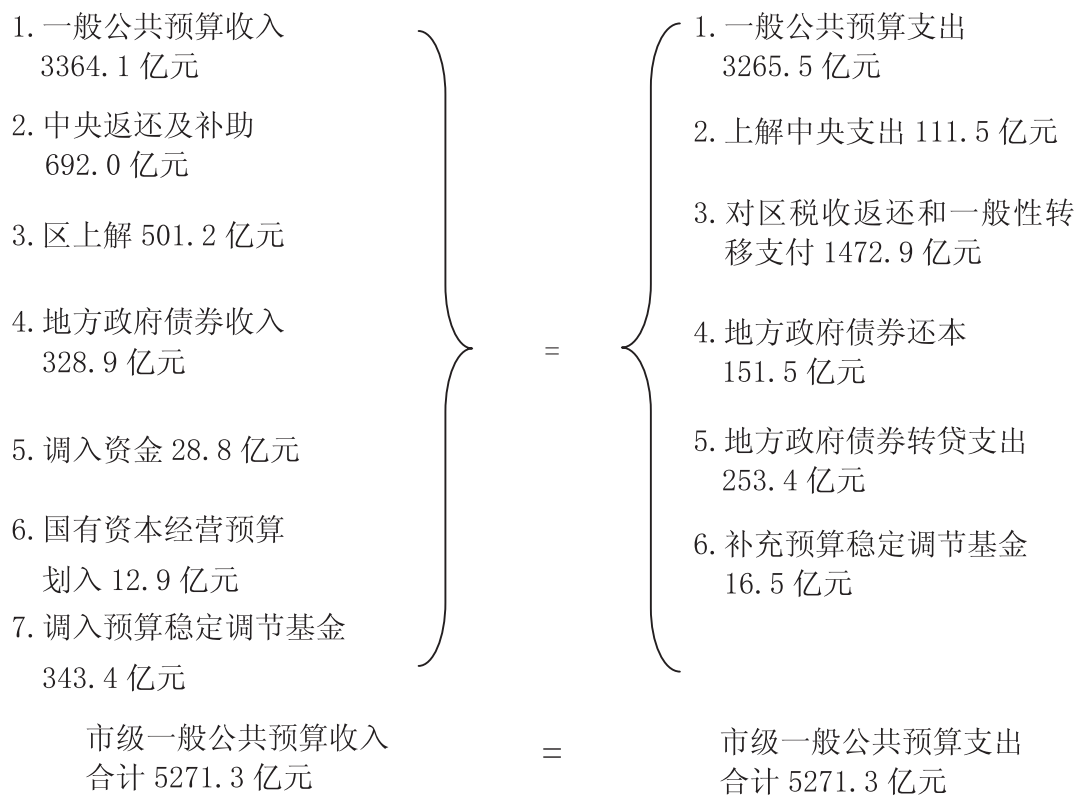 1. 一般公共预算收入
3364.1 亿元
2. 中央返还及补助
692.0 亿元
3. 区上解 501.2 亿元
4. 地方政府债券收入
328.9 亿元
5. 调入资金 28.8 亿元
6. 国有资本经营预算
划入 12.9 亿元
7. 调入预算稳定调节基金
343.4 亿元
=
1. 一般公共预算支出
3265.5 亿元
2. 上解中央支出 111.5 亿元
3. 对区税收返还和一般性转
移支付 1472.9 亿元
4. 地方政府债券还本
151.5 亿元
5. 地方政府债券转贷支出
253.4 亿元
6. 补充预算稳定调节基金
16.5 亿元
市级一般公共预算收入
合计 5271.3 亿元
=
市级一般公共预算支出
合计 5271.3 亿元